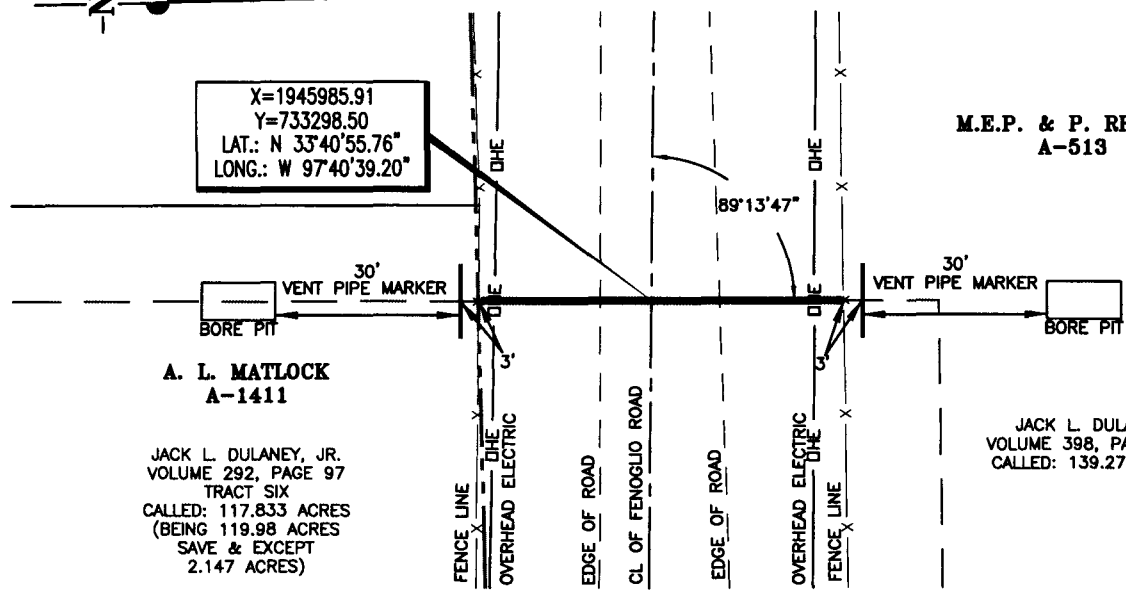 N
X=1945985.91
Y=733298.50
LAT.: N 33°40'55.76"
LONG.: W 97°40'39.20"
M.E.P. & P.
A-513
OHE
OHE
89°13'47"
30'
VENT PIPE MARKER
BORE PIT
30'
VENT PIPE MARKER
BORE PIT
OHE
OHE
3'
3'
A. L. MATLOCK
A-1411
JACK L. DULANEY, JR.
VOLUME 292, PAGE 97
TRACT SIX
CALLED: 117.833 ACRES
(BEING 119.98 ACRES
SAVE & EXCEPT
2.147 ACRES)
FENCE LINE
OVERHEAD ELECTRIC
OHE
EDGE OF ROAD
CL OF FENOGLIO ROAD
EDGE OF ROAD
OVERHEAD ELECTRIC
OHE
FENCE LINE
JACK L.
VOLUME 398,
CALLED: 139.27